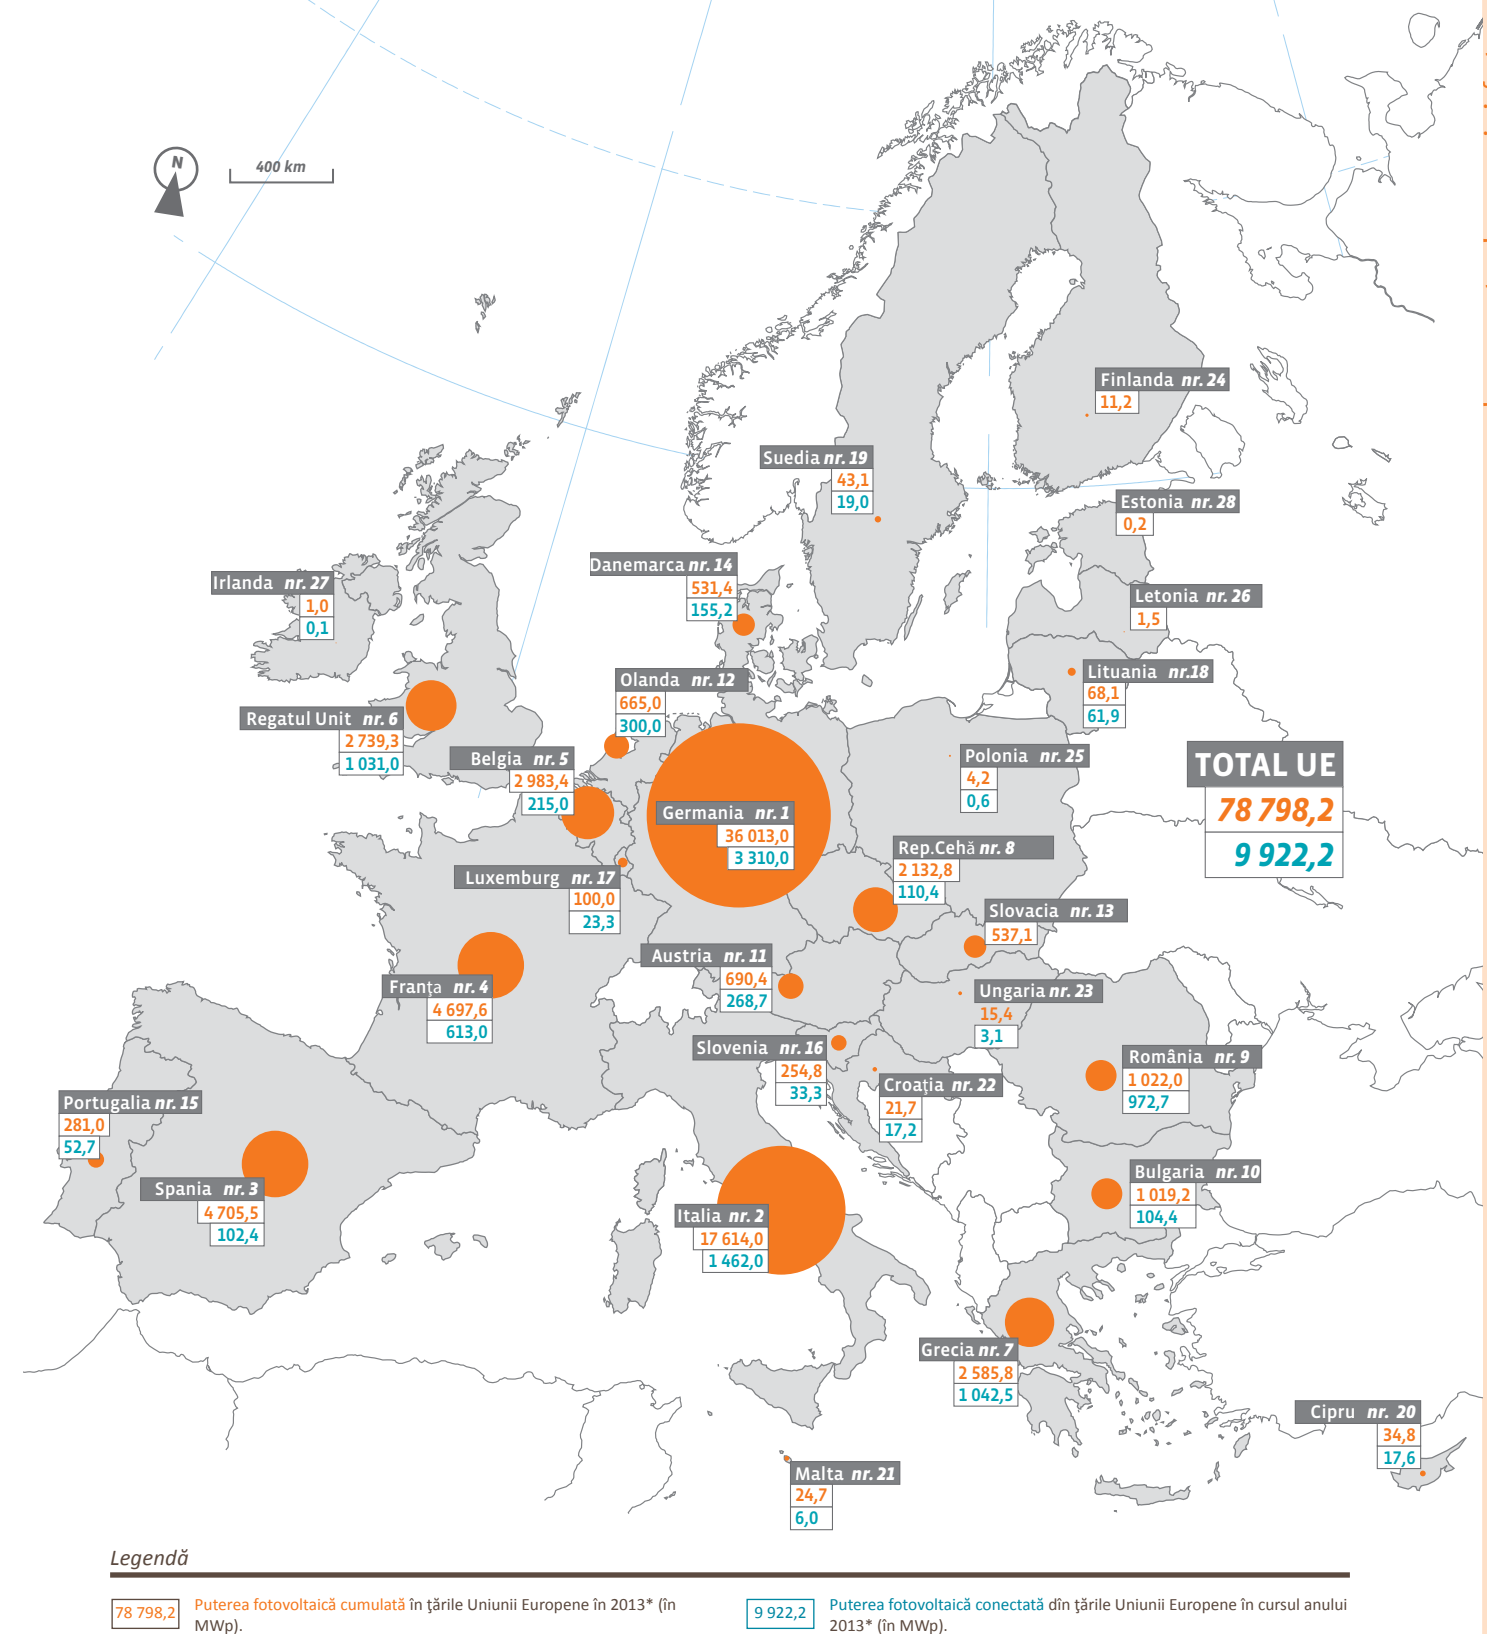 N
400 km
Finlanda nr. 24
11,2
Suedia nr. 19
43,1
19,0
Estonia nr. 28
0,2
Danemarca nr. 14
531,4
155,2
Irlanda nr. 27
1,0
0,1
Letonia nr. 26
1,5
Lituania nr.18
68,1
61,9
Olanda nr. 12
665,0
300,0
Regatul Unit nr. 6
2 739,3
1 031,0
Belgia nr. 5
2 983,4
215,0
Polonia nr. 25
4,2
0,6
TOTAL UE
78 798,2
9 922,2
Germania nr. 1
36 013,0
3 310,0
Rep.Cehă nr. 8
2 132,8
110,4
Luxemburg nr. 17
100,0
23,3
Slovacia nr. 13
537,1
Austria nr. 11
690,4
268,7
Franţa nr. 4
4 697,6
613,0
Ungaria nr. 23
15,4
3,1
Slovenia nr. 16
254,8
33,3
România nr. 9
1 022,0
972,7
Croaţia nr. 22
21,7
17,2
Portugalia nr. 15
281,0
52,7
Spania nr. 3
4 705,5
102,4
Bulgaria nr. 10
1 019,2
104,4
Italia nr. 2
17 614,0
1 462,0
Grecia nr. 7
2 585,8
1 042,5
Cipru nr. 20
34,8
17,6
Malta nr. 21
24,7
6,0
Legendă
78 798,2
Puterea fotovoltaică cumulată în ţările Uniunii Europene în 2013* (în
MWp).
9 922,2
Puterea fotovoltaică conectată dîn ţările Uniunii Europene în cursul anului
2013* (în MWp).